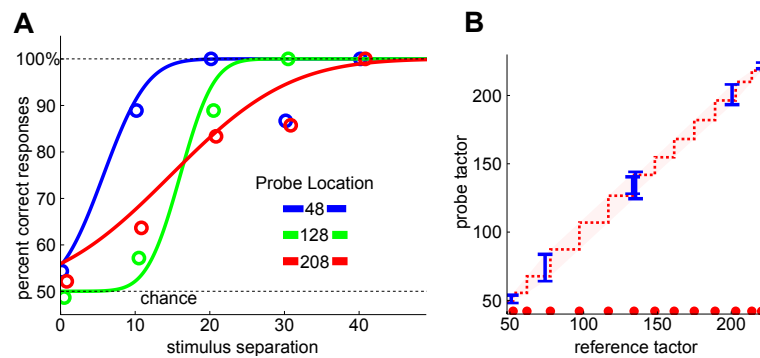 A
percent correct responses
100%
90
80
70
60
50
chance
Probe Location
48
128
208
0
10
20
30
40
stimulus separation
B
probe tactor
200
150
100
50
50
100
150
200
reference tactor